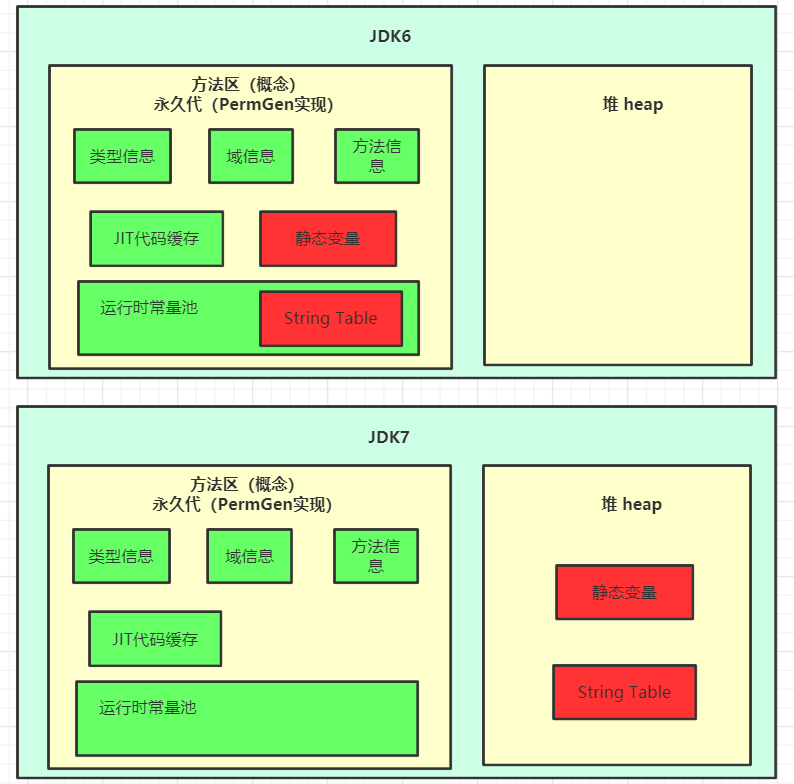 JDK6
方法区（概念）
永久代（PermGen实现）
堆 heap
类型信息
域信息
方法信
息
JIT代码缓存
静态变量
运行时常量池
String Table
JDK7
方法区（概念）
永久代（PermGen实现）
堆 heap
类型信息
域信息
方法信
息
静态变量
JIT代码缓存
运行时常量池
String Table